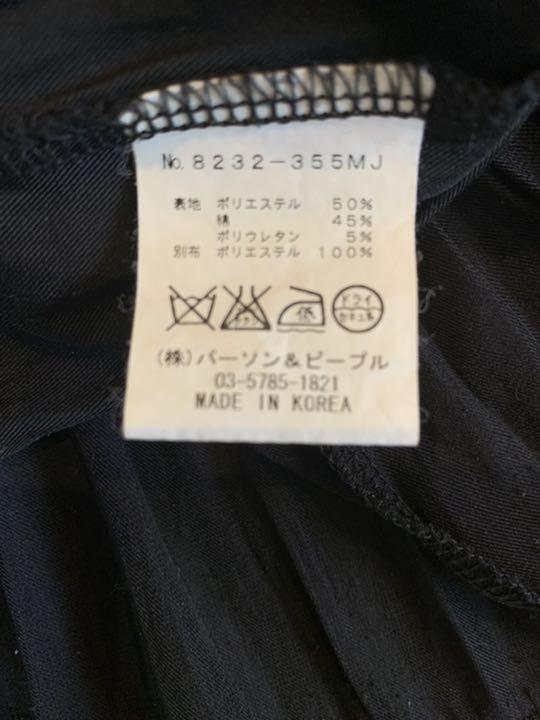 No. 8232-355MJ
表地 ポリエステル 50%
綿 45%
ポリウレタン 5%
別布 ポリエステル 100%
低 ドライ
(株)パーソン&ピープル
03-5785-1821
MADE IN KOREA